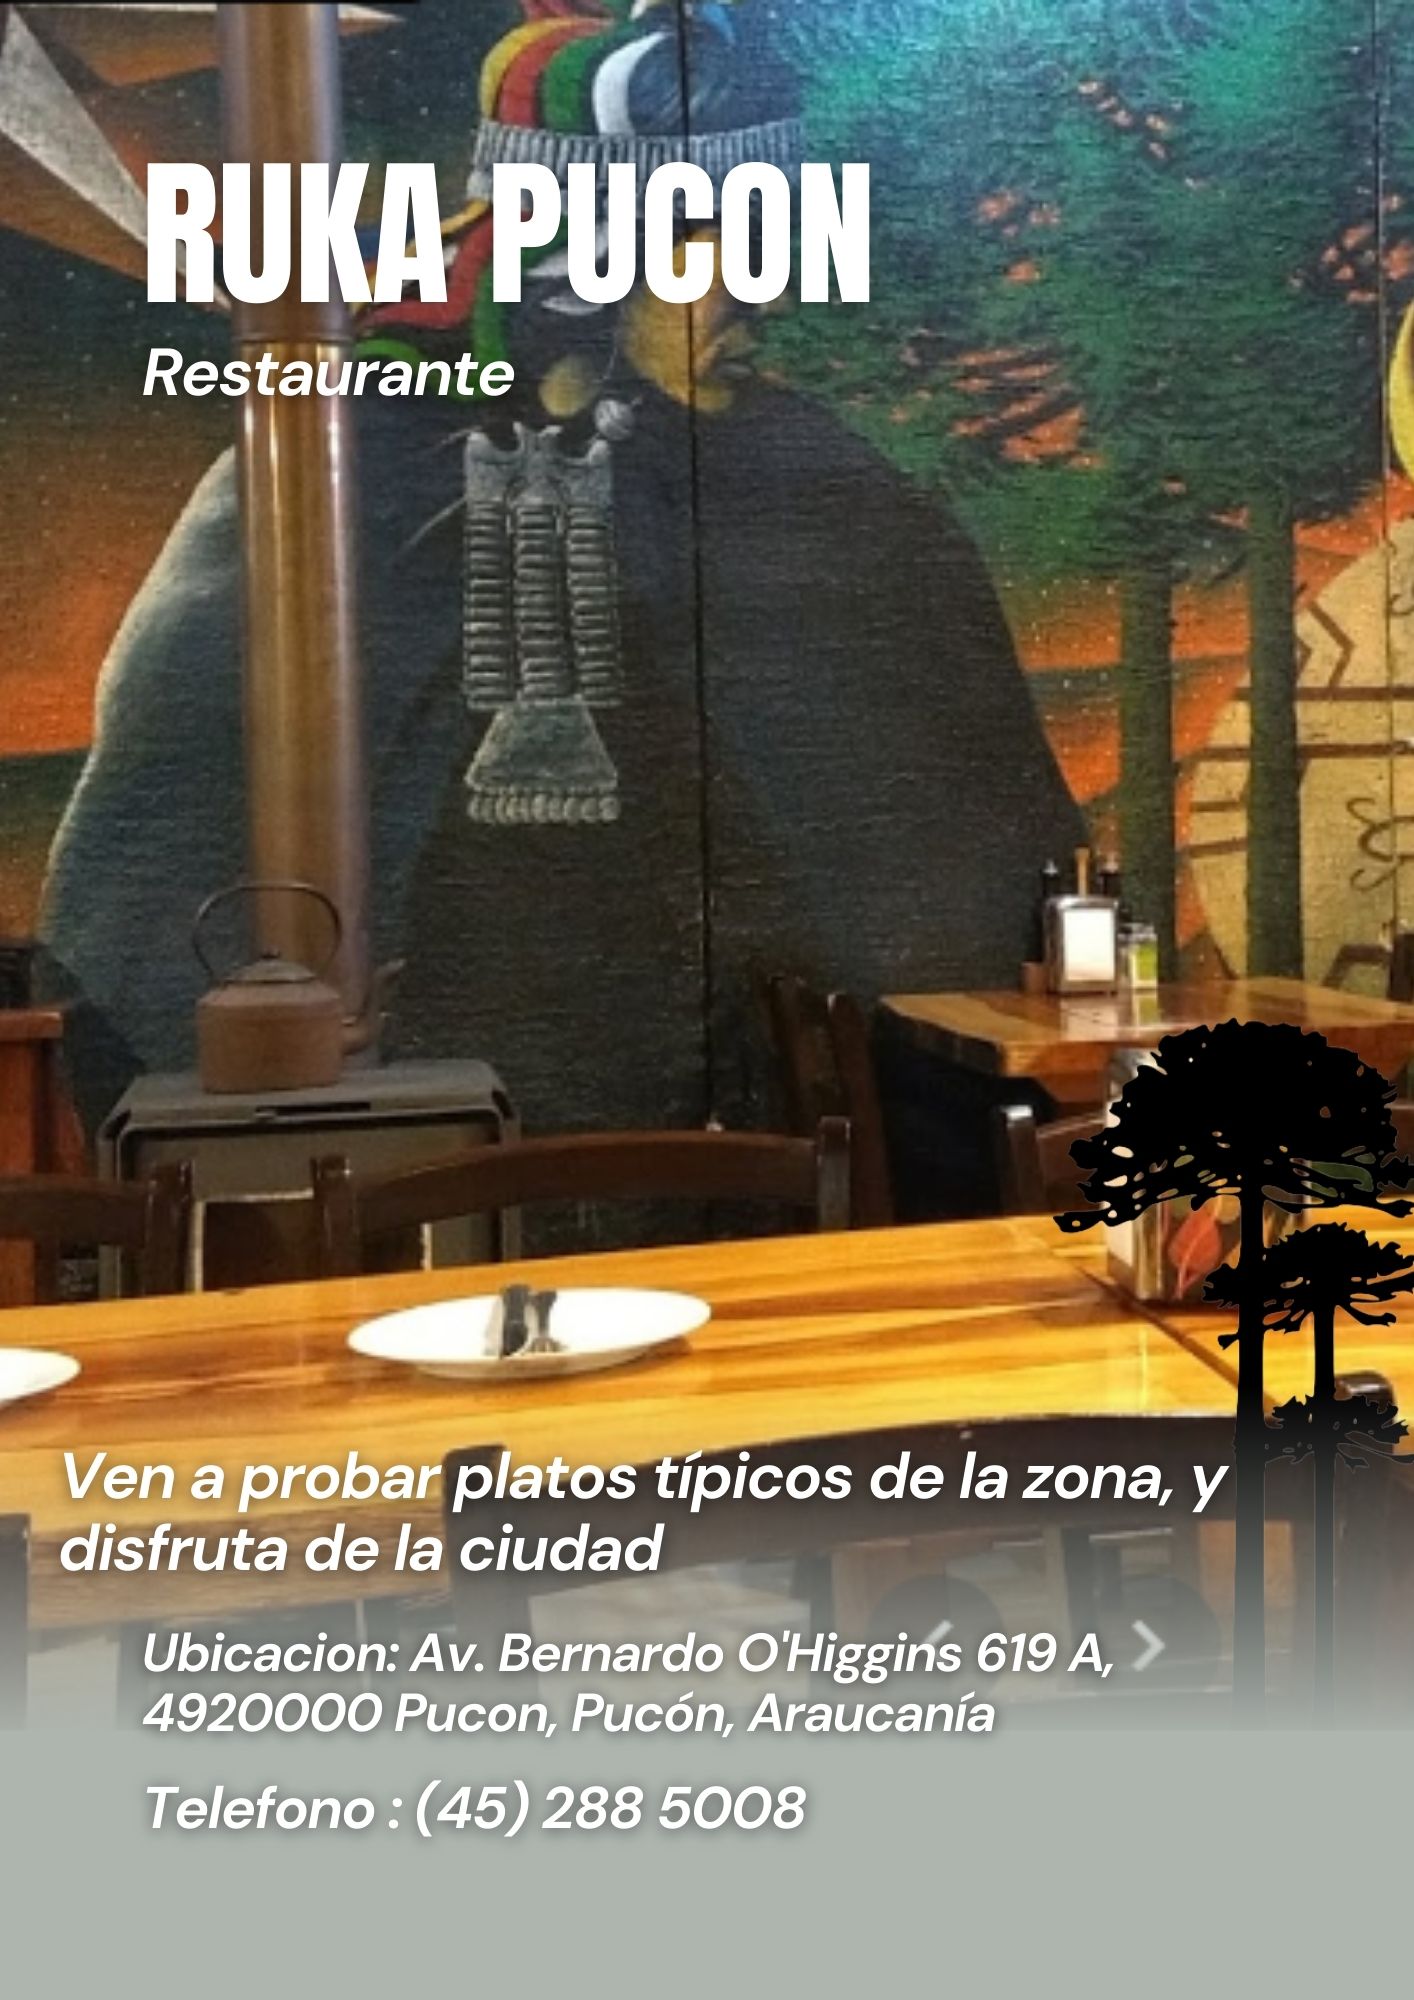 RUKA PUCON
Restaurante
Ven a probar platos típicos de la zona, y
disfruta de la ciudad
Ubicacion: Av. Bernardo O'Higgins 619 A,
4920000 Pucon, Pucón, Araucanía
Telefono : (45) 288 5008